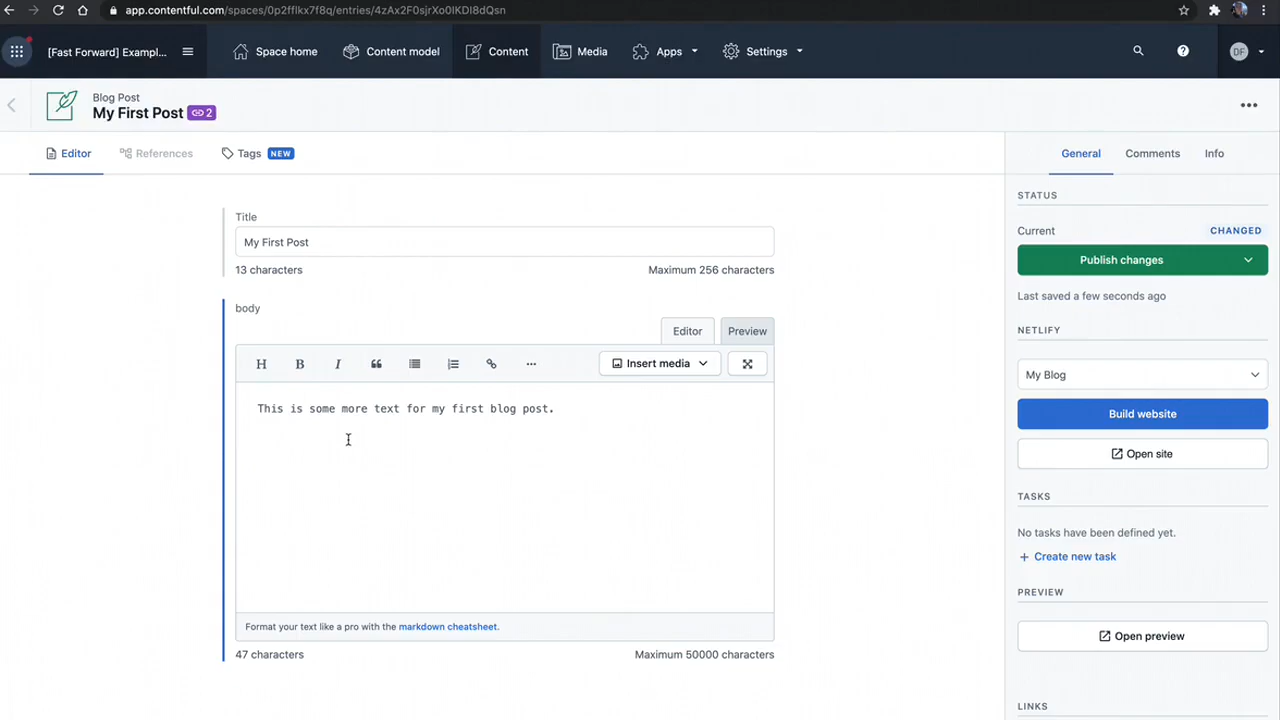 app.contentful.com/spaces/0p2fflkx7f8q/entries/4zAx2F0sjrXo0lKDI8dQsn
[Fast Forward] Exampl...
Space home
Content model
Content
Media
Apps
Settings
DF
Blog Post
My First Post
2
Editor
References
Tags
NEW
General
Comments
Info
Title
My First Post
13 characters
Maximum 256 characters
body
Editor
Preview
H
B
I
Insert media
This is some more text for my first blog post.
Format your text like a pro with the markdown cheatsheet.
47 characters
Maximum 50000 characters
STATUS
Current
CHANGED
Publish changes
Last saved a few seconds ago
NETLIFY
My Blog
Build website
Open site
TASKS
No tasks have been defined yet.
+ Create new task
PREVIEW
Open preview
LINKS